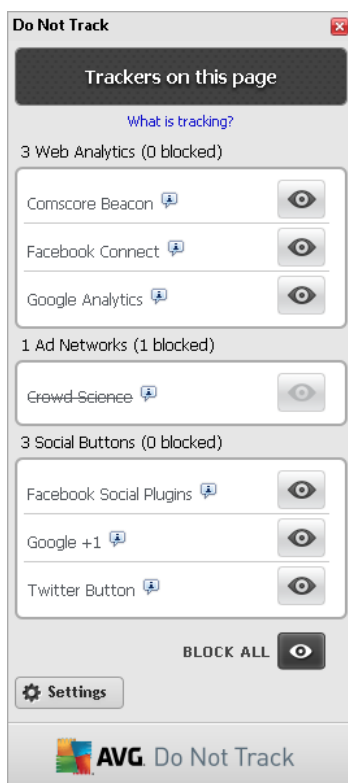 Do Not Track
Trackers on this page
What is tracking?
3 Web Analytics (0 blocked)
Comscore Beacon
Facebook Connect
Google Analytics
1 Ad Networks (1 blocked)
Crowd Science
3 Social Buttons (0 blocked)
Facebook Social Plugins
Google +1
Twitter Button
BLOCK ALL
Settings
AVG. Do Not Track